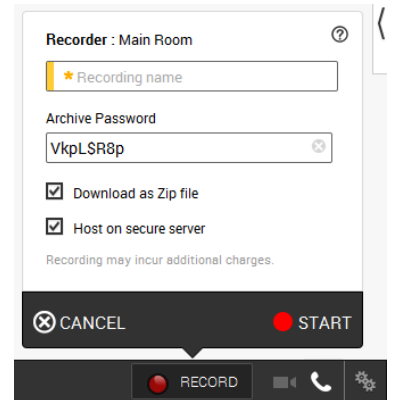 Recorder : Main Room
* Recording name
Archive Password
VkpL$R8p
Download as Zip file
Host on secure server
Recording may incur additional charges.
CANCEL START
RECORD